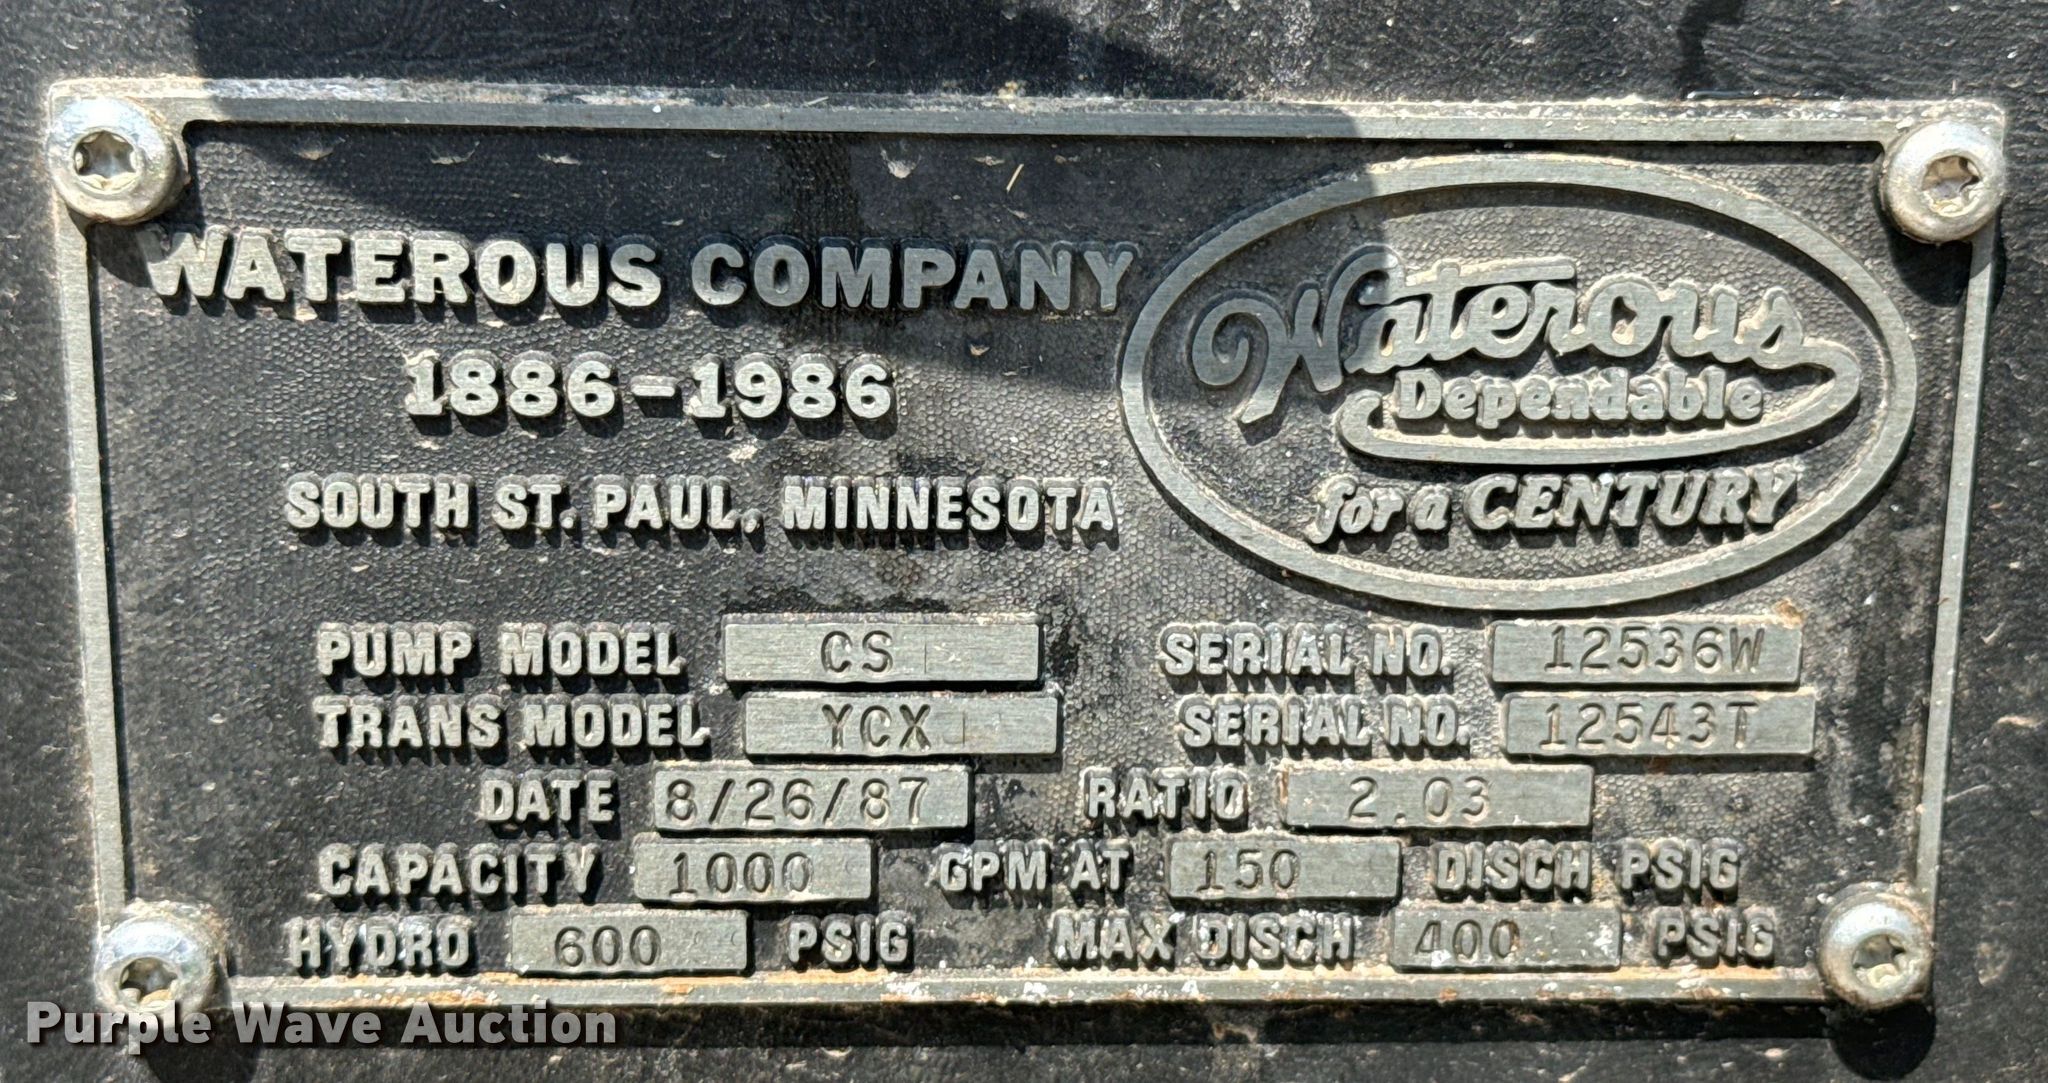 WATEROUS COMPANY
1886-1986
SOUTH ST. PAUL, MINNESOTA
Waterous
Dependable
for a CENTURY
PUMP MODEL CS SERIAL NO. 12536W
TRANS MODEL YCX SERIAL NO. 12543T
DATE 8/26/87 RATIO 2.03
CAPACITY 1000 GPM AT 150 DISCH PSIG
HYDRO 600 PSIG MAX DISCH 400 PSIG
Purple Wave Auction